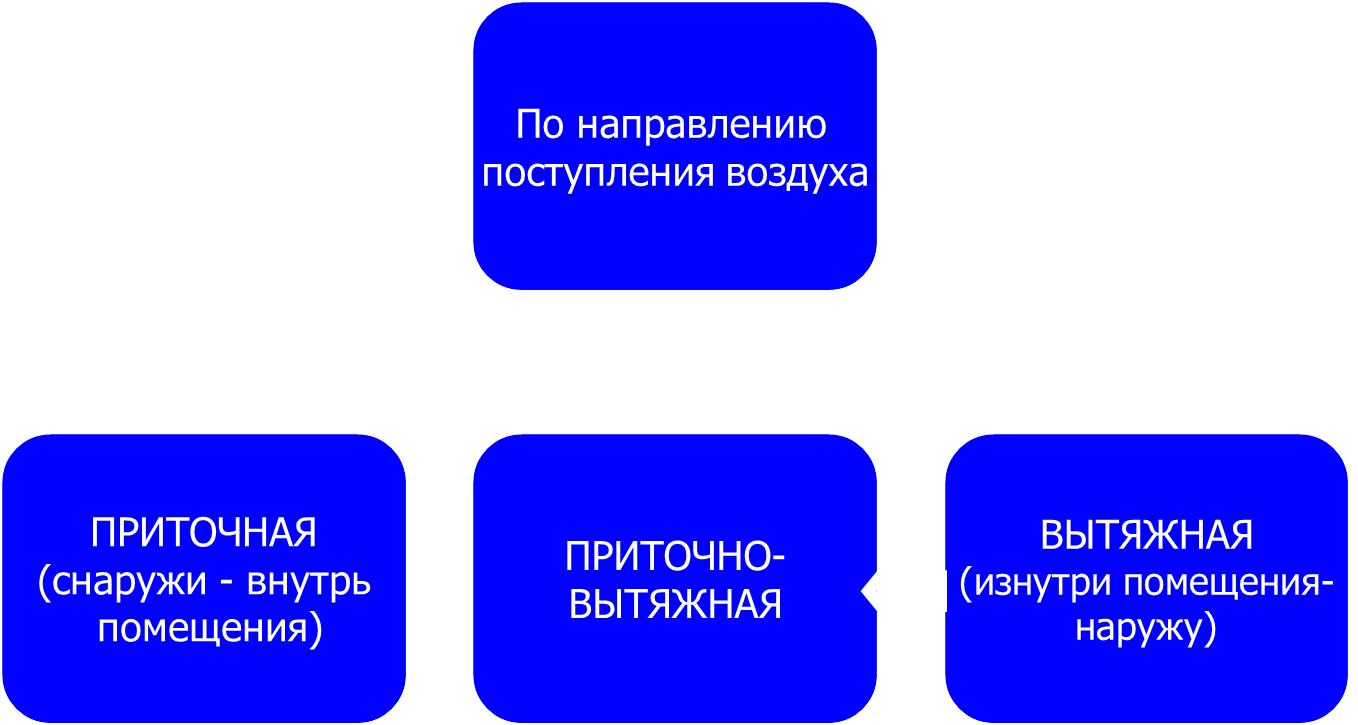 По направлению
поступления воздуха
ПРИТОЧНАЯ
(снаружи - внутрь
помещения)
ПРИТОЧНО-
ВЫТЯЖНАЯ
ВЫТЯЖНАЯ
(изнутри помещения-
наружу)